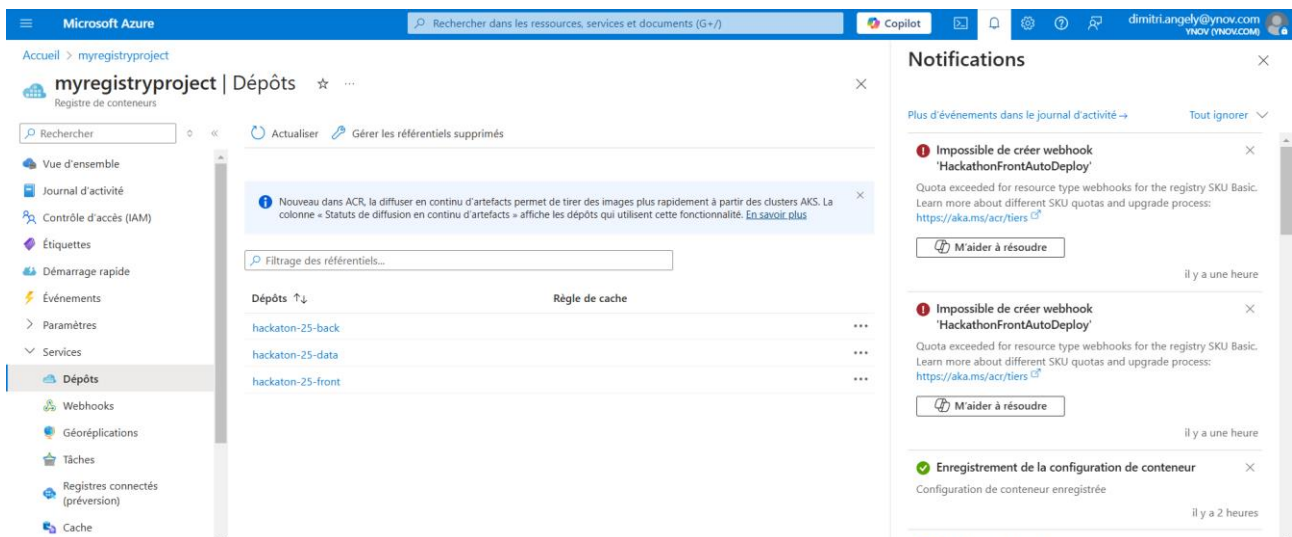 Microsoft Azure
Rechercher dans les ressources, services et documents (G+/)
Copilot
dimitri.angely@ynov.com
YNOV (YNOV.COM)
Accueil > myregistryproject
myregistryproject | Dépôts
Registre de conteneurs
Rechercher
Vue d'ensemble
Journal d'activité
Contrôle d'accès (IAM)
Étiquettes
Démarrage rapide
Événements
Paramètres
Services
Dépôts
Webhooks
Géoréplications
Tâches
Registres connectés
(préversion)
Cache
Actualiser
Gérer les référentiels supprimés
Nouveau dans ACR, la diffuser en continu d'artefacts permet de tirer des images plus rapidement à partir des clusters AKS. La
colonne « Statuts de diffusion en continu d'artefacts » affiche les dépôts qui utilisent cette fonctionnalité. En savoir plus
Filtrage des référentiels...
Dépôts ↑↓ Règle de cache
hackaton-25-back
hackaton-25-data
hackaton-25-front
Notifications
Plus d'événements dans le journal d'activité → Tout ignorer
Impossible de créer webhook
'HackathonFrontAutoDeploy'
Quota exceeded for resource type webhooks for the registry SKU Basic.
Learn more about different SKU quotas and upgrade process:
https://aka.ms/acr/tiers
M'aider à résoudre
il y a une heure
Impossible de créer webhook
'HackathonFrontAutoDeploy'
Quota exceeded for resource type webhooks for the registry SKU Basic.
Learn more about different SKU quotas and upgrade process:
https://aka.ms/acr/tiers
M'aider à résoudre
il y a une heure
Enregistrement de la configuration de conteneur
Configuration de conteneur enregistrée
il y a 2 heures